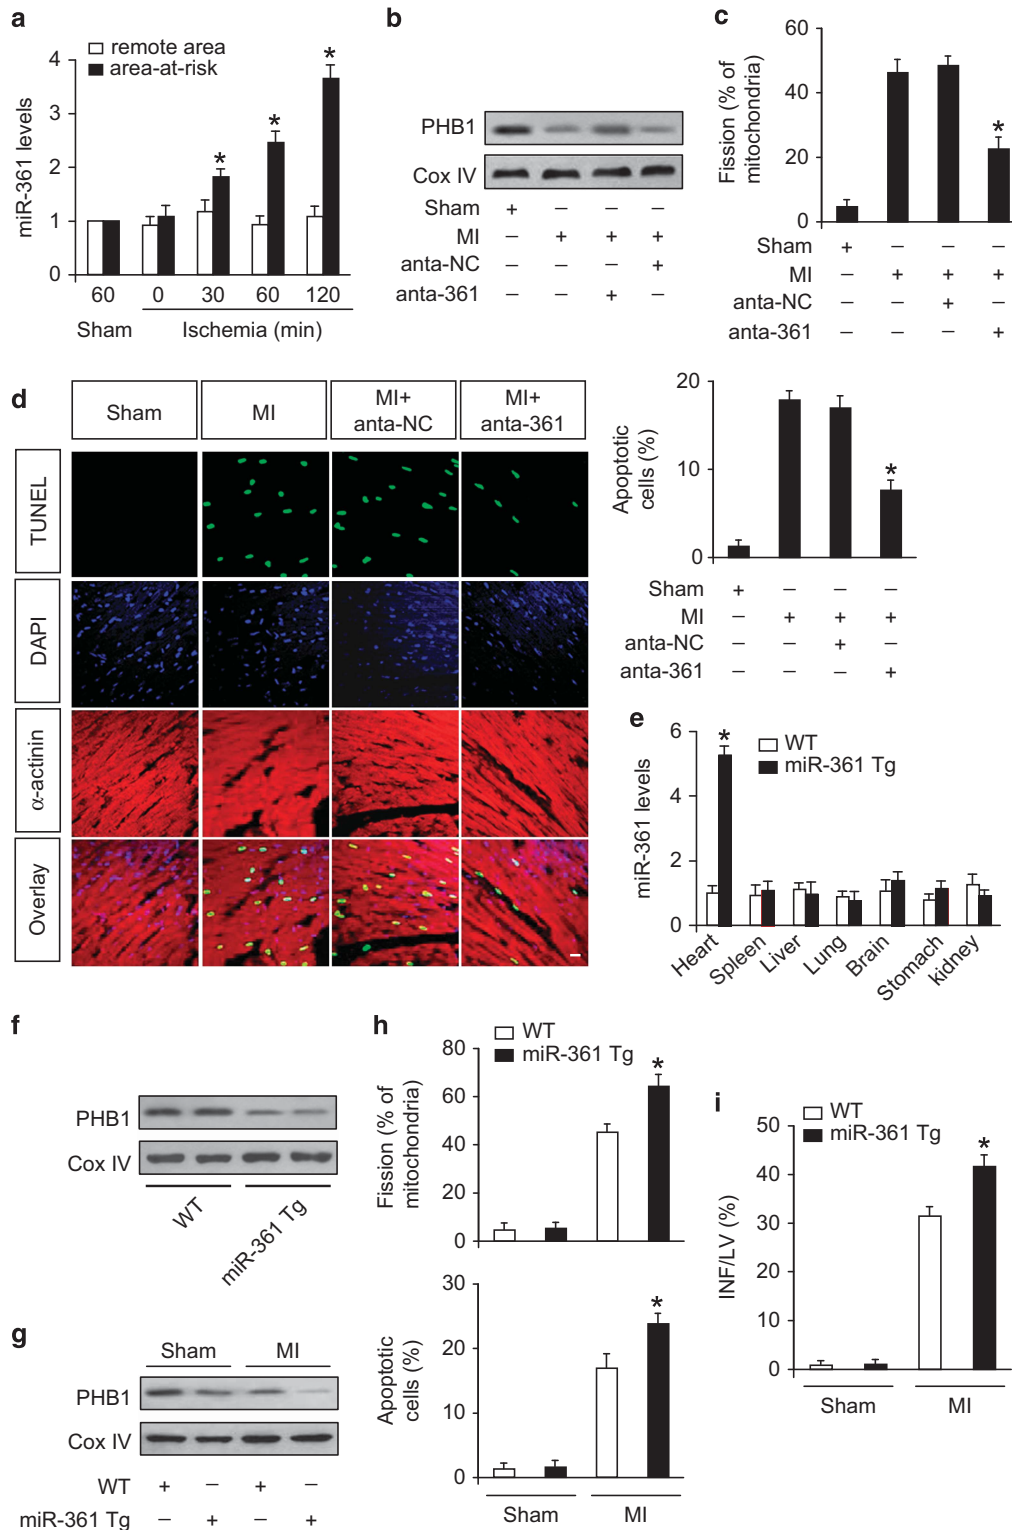 a
remote area
area-at-risk
miR-361 levels
4
3
2
1
0
* * *
60 0 30 60 120
Sham Ischemia (min)
b
PHB1
Cox IV
Sham + – – –
MI – + + +
anta-NC – – – +
anta-361 – – + –
c
Fission (% of mitochondria)
60
40
20
0
*
Sham + – – –
MI – + + +
anta-NC – – + –
anta-361 – – – +
d
Sham
MI
MI+ anta-NC
MI+ anta-361
TUNEL
DAPI
α-actinin
Overlay
Apoptotic cells (%)
20
10
0
*
Sham + – – –
MI – + + +
anta-NC – – + –
anta-361 – – – +
e
miR-361 levels
6
4
2
0
*
WT
miR-361 Tg
Heart
Spleen
Liver
Lung
Brain
Stomach
kidney
f
PHB1
Cox IV
WT
miR-361 Tg
g
Sham MI
PHB1
Cox IV
WT + – + –
miR-361 Tg – + – +
h
WT
miR-361 Tg
Fission (% of mitochondria)
80
60
40
20
0
*
Apoptotic cells (%)
30
20
10
0
*
Sham MI
i
WT
miR-361 Tg
INF/LV (%)
50
40
30
20
10
0
*
Sham MI